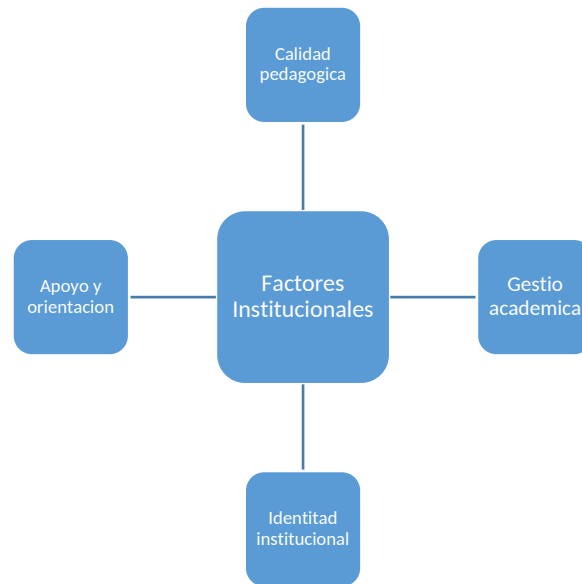 Calidad
pedagogica
Apoyo y
orientacion
Factores
Institucionales
Gestio
academica
Identitad
institucional